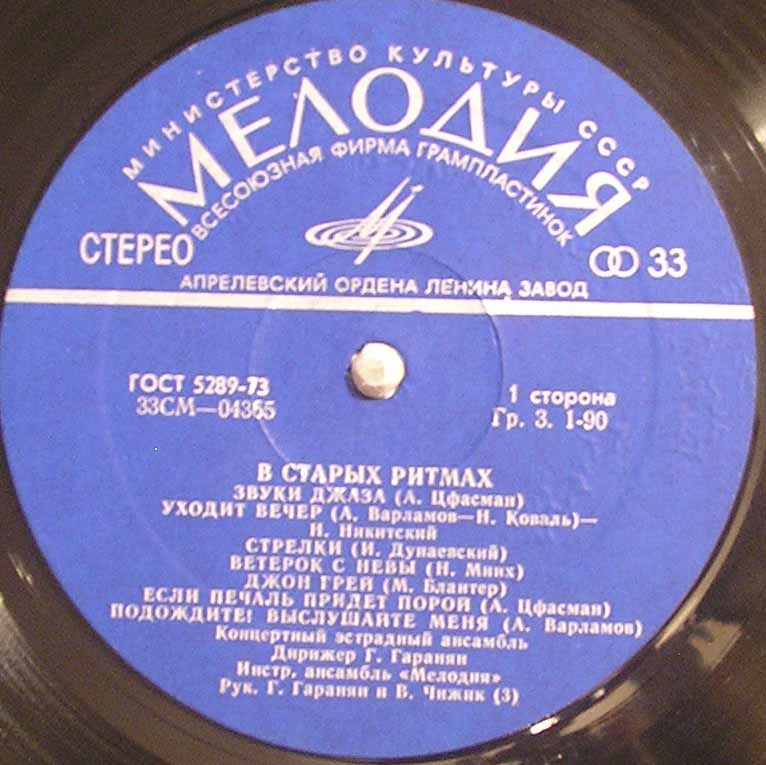 МИНИСТЕРСТВО КУЛЬТУРЫ СССР
МЕЛОДИЯ
ВСЕСОЮЗНАЯ ФИРМА ГРАМПЛАСТИНОК
СТЕРЕО
33
АПРЕЛЕВСКИЙ ОРДЕНА ЛЕНИНА ЗАВОД
ГОСТ 5289-73
1 сторона
33СМ—04365
Гр. 3. 1-90
В СТАРЫХ РИТМАХ
ЗВУКИ ДЖАЗА (А. Цфасман)
УХОДИТ ВЕЧЕР (А. Варламов—Н. Коваль)—
И. Никитский
СТРЕЛКИ (И. Дунаевский)
ВЕТЕРОК С НЕВЫ (Н. Минх)
ДЖОН ГРЕЙ (М. Блантер)
ЕСЛИ ПЕЧАЛЬ ПРИДЕТ ПОРОЙ (А. Цфасман)
ПОДОЖДИТЕ! ВЫСЛУШАЙТЕ МЕНЯ (А. Варламов)
Концертный эстрадный ансамбль
Дирижер Г. Гаранян
Инстр. ансамбль «Мелодия»
Рук. Г. Гаранян и В. Чижик (3)